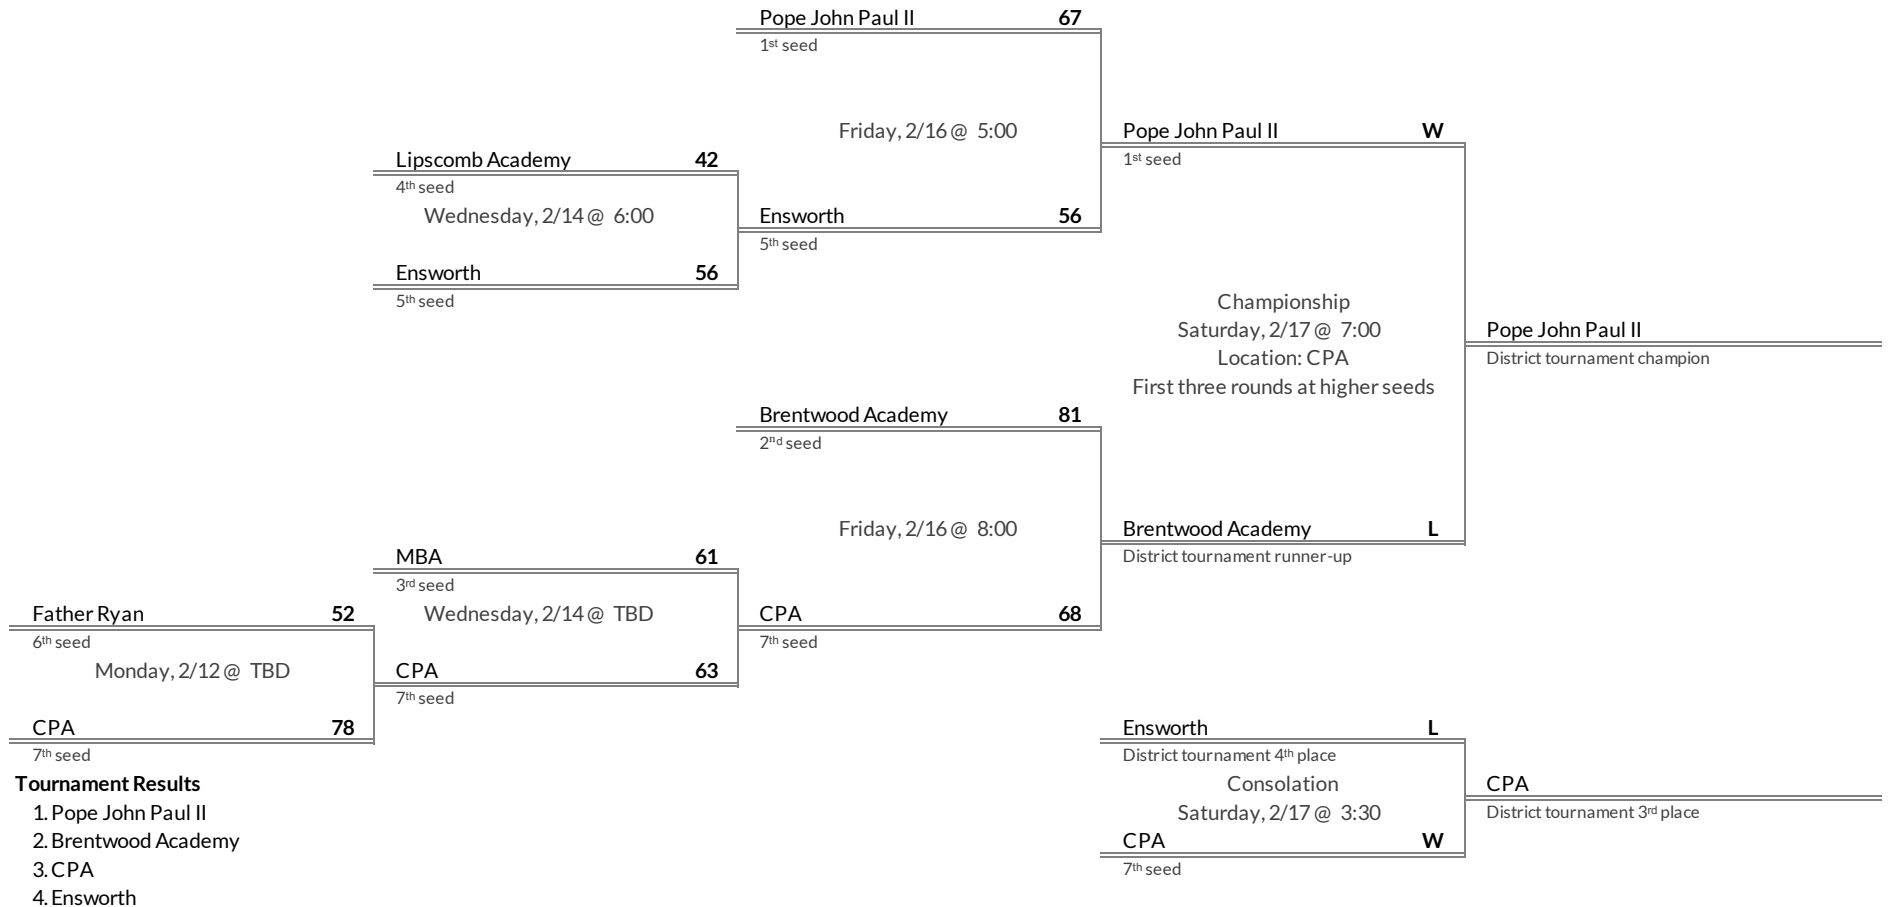 Pope John Paul II 67
1st seed
Friday, 2/16 @ 5:00
Pope John Paul II W
1st seed
Lipscomb Academy 42
4th seed
Wednesday, 2/14 @ 6:00
Ensworth 56
5th seed
Ensworth 56
5th seed
Championship
Saturday, 2/17 @ 7:00
Location: CPA
First three rounds at higher seeds
Pope John Paul II
District tournament champion
Brentwood Academy 81
2nd seed
Friday, 2/16 @ 8:00
Brentwood Academy L
District tournament runner-up
MBA 61
3rd seed
Wednesday, 2/14 @ TBD
Father Ryan 52
6th seed
Monday, 2/12 @ TBD
CPA 68
7th seed
CPA 63
7th seed
CPA 78
7th seed
Ensworth L
District tournament 4th place
Consolation
Saturday, 2/17 @ 3:30
CPA W
7th seed
CPA
District tournament 3rd place
Tournament Results
1. Pope John Paul II
2. Brentwood Academy
3. CPA
4. Ensworth